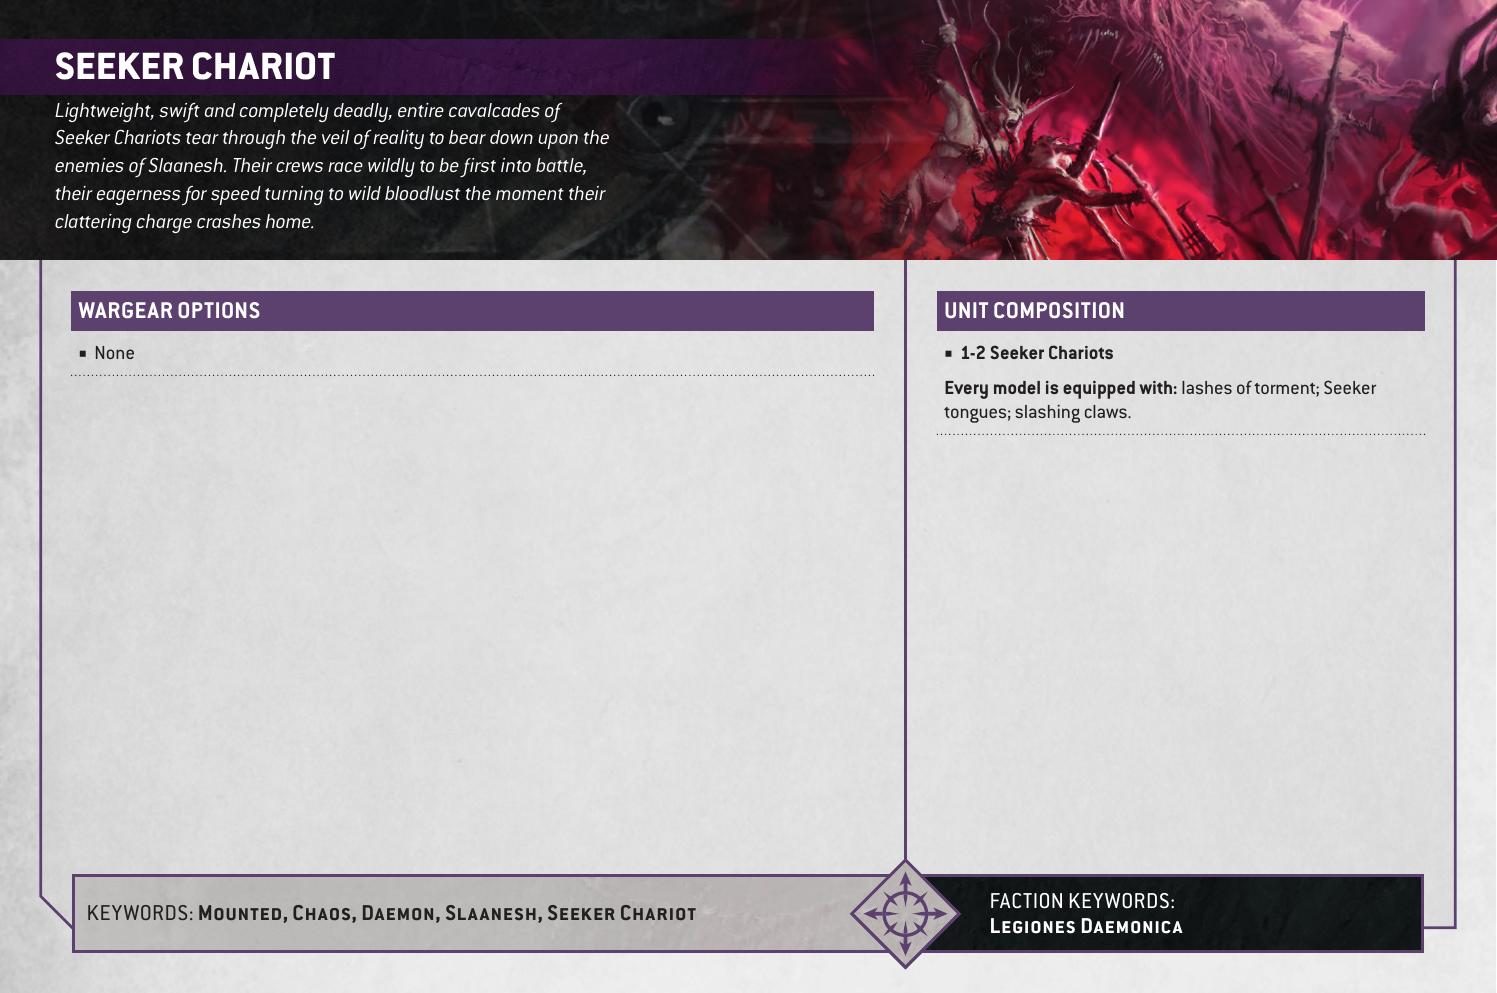 SEEKER CHARIOT
Lightweight, swift and completely deadly, entire cavalcades of
Seeker Chariots tear through the veil of reality to bear down upon the
enemies of Slaanesh. Their crews race wildly to be first into battle,
their eagerness for speed turning to wild bloodlust the moment their
clattering charge crashes home.
WARGEAR OPTIONS
▪ None
UNIT COMPOSITION
▪ 1-2 Seeker Chariots
Every model is equipped with: lashes of torment; Seeker
tongues; slashing claws.
KEYWORDS: Mounted, Chaos, Daemon, Slaanesh, Seeker Chariot
FACTION KEYWORDS:
Legiones Daemonica